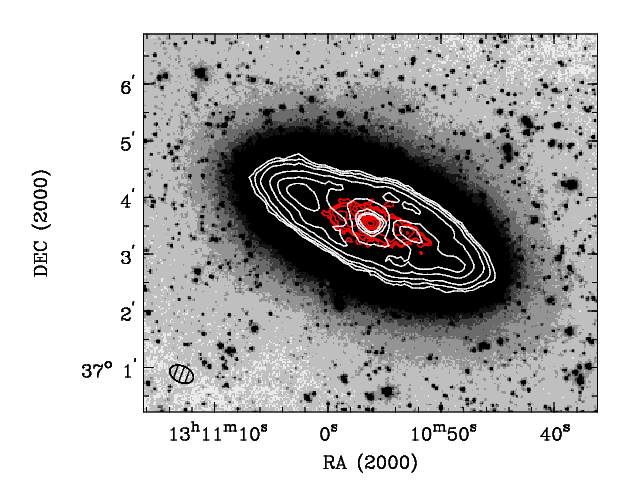 6′
5′
4′
3′
2′
37° 1′
DEC (2000)
13ʰ11ᵐ10ˢ 0ˢ 10ᵐ50ˢ 40ˢ
RA (2000)